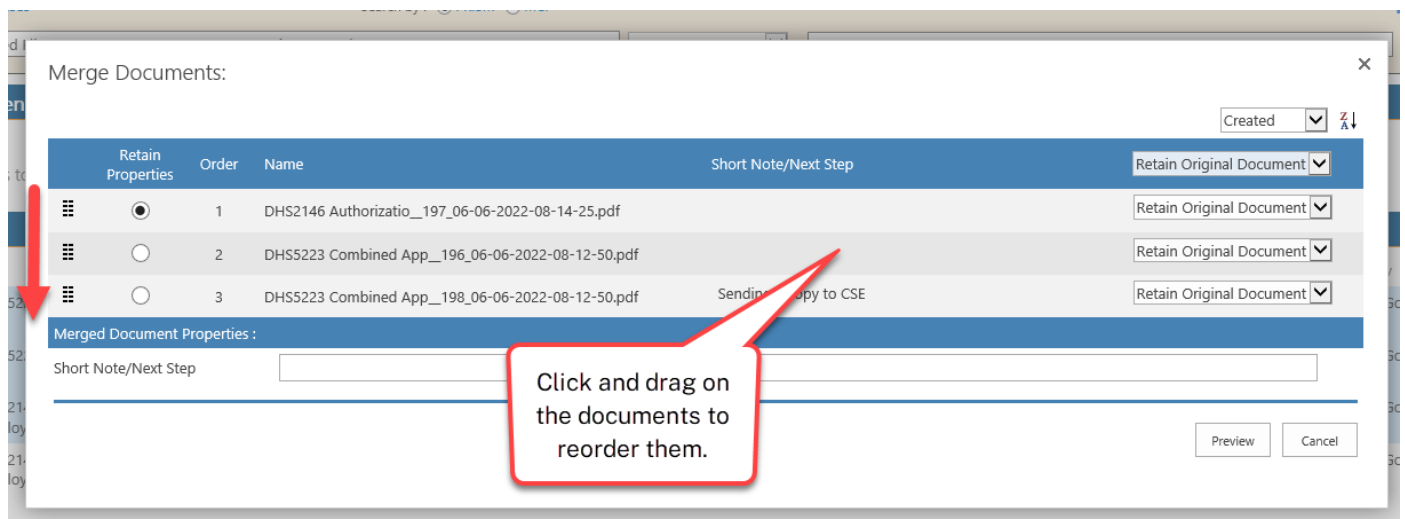 Merge Documents:
×
Created
Z
A
Retain
Properties
Order
Name
Short Note/Next Step
Retain Original Document
1
DHS2146 Authorizatio__197_06-06-2022-08-14-25.pdf
Retain Original Document
2
DHS5223 Combined App__196_06-06-2022-08-12-50.pdf
Retain Original Document
3
DHS5223 Combined App__198_06-06-2022-08-12-50.pdf
Sending to CSE
Retain Original Document
Merged Document Properties :
Short Note/Next Step
Click and drag on
the documents to
reorder them.
Preview
Cancel